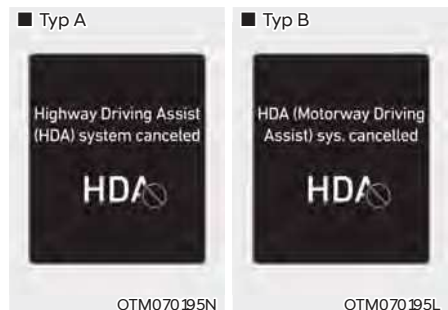 ■ Typ A
Highway Driving Assist
(HDA) system canceled
HDA
OTM070195N
■ Typ B
HDA (Motorway Driving
Assist) sys. cancelled
HDA
OTM070195L